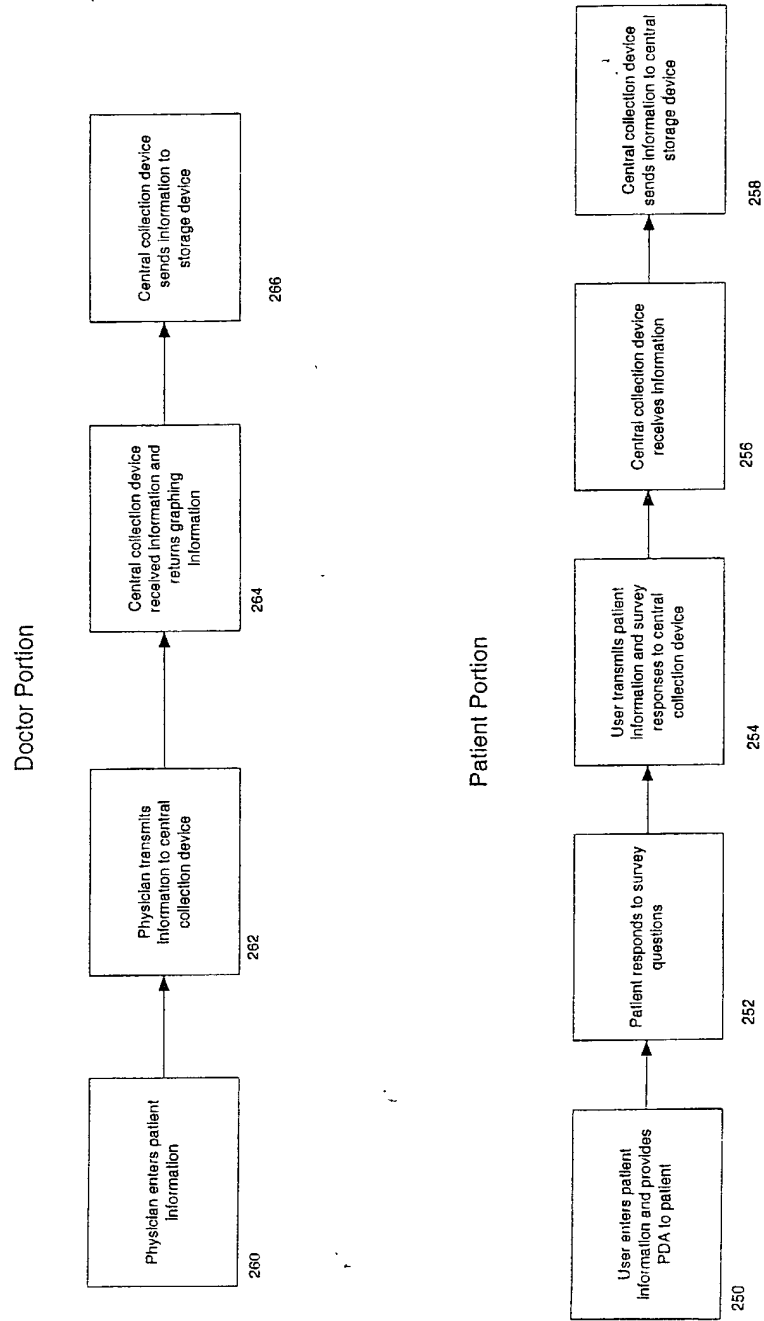 Doctor Portion
Physician enters patient
information
260
Physician transmits
information to central
collection device
262
Central collection device
received information and
returns graphing
information
264
Central collection device
sends information to
storage device
266
Patient Portion
User enters patient
information and provides
PDA to patient
250
Patient responds to survey
questions
252
User transmits patient
information and survey
responses to central
collection device
254
Central collection device
receives information
256
Central collection device
sends information to central
storage device
258